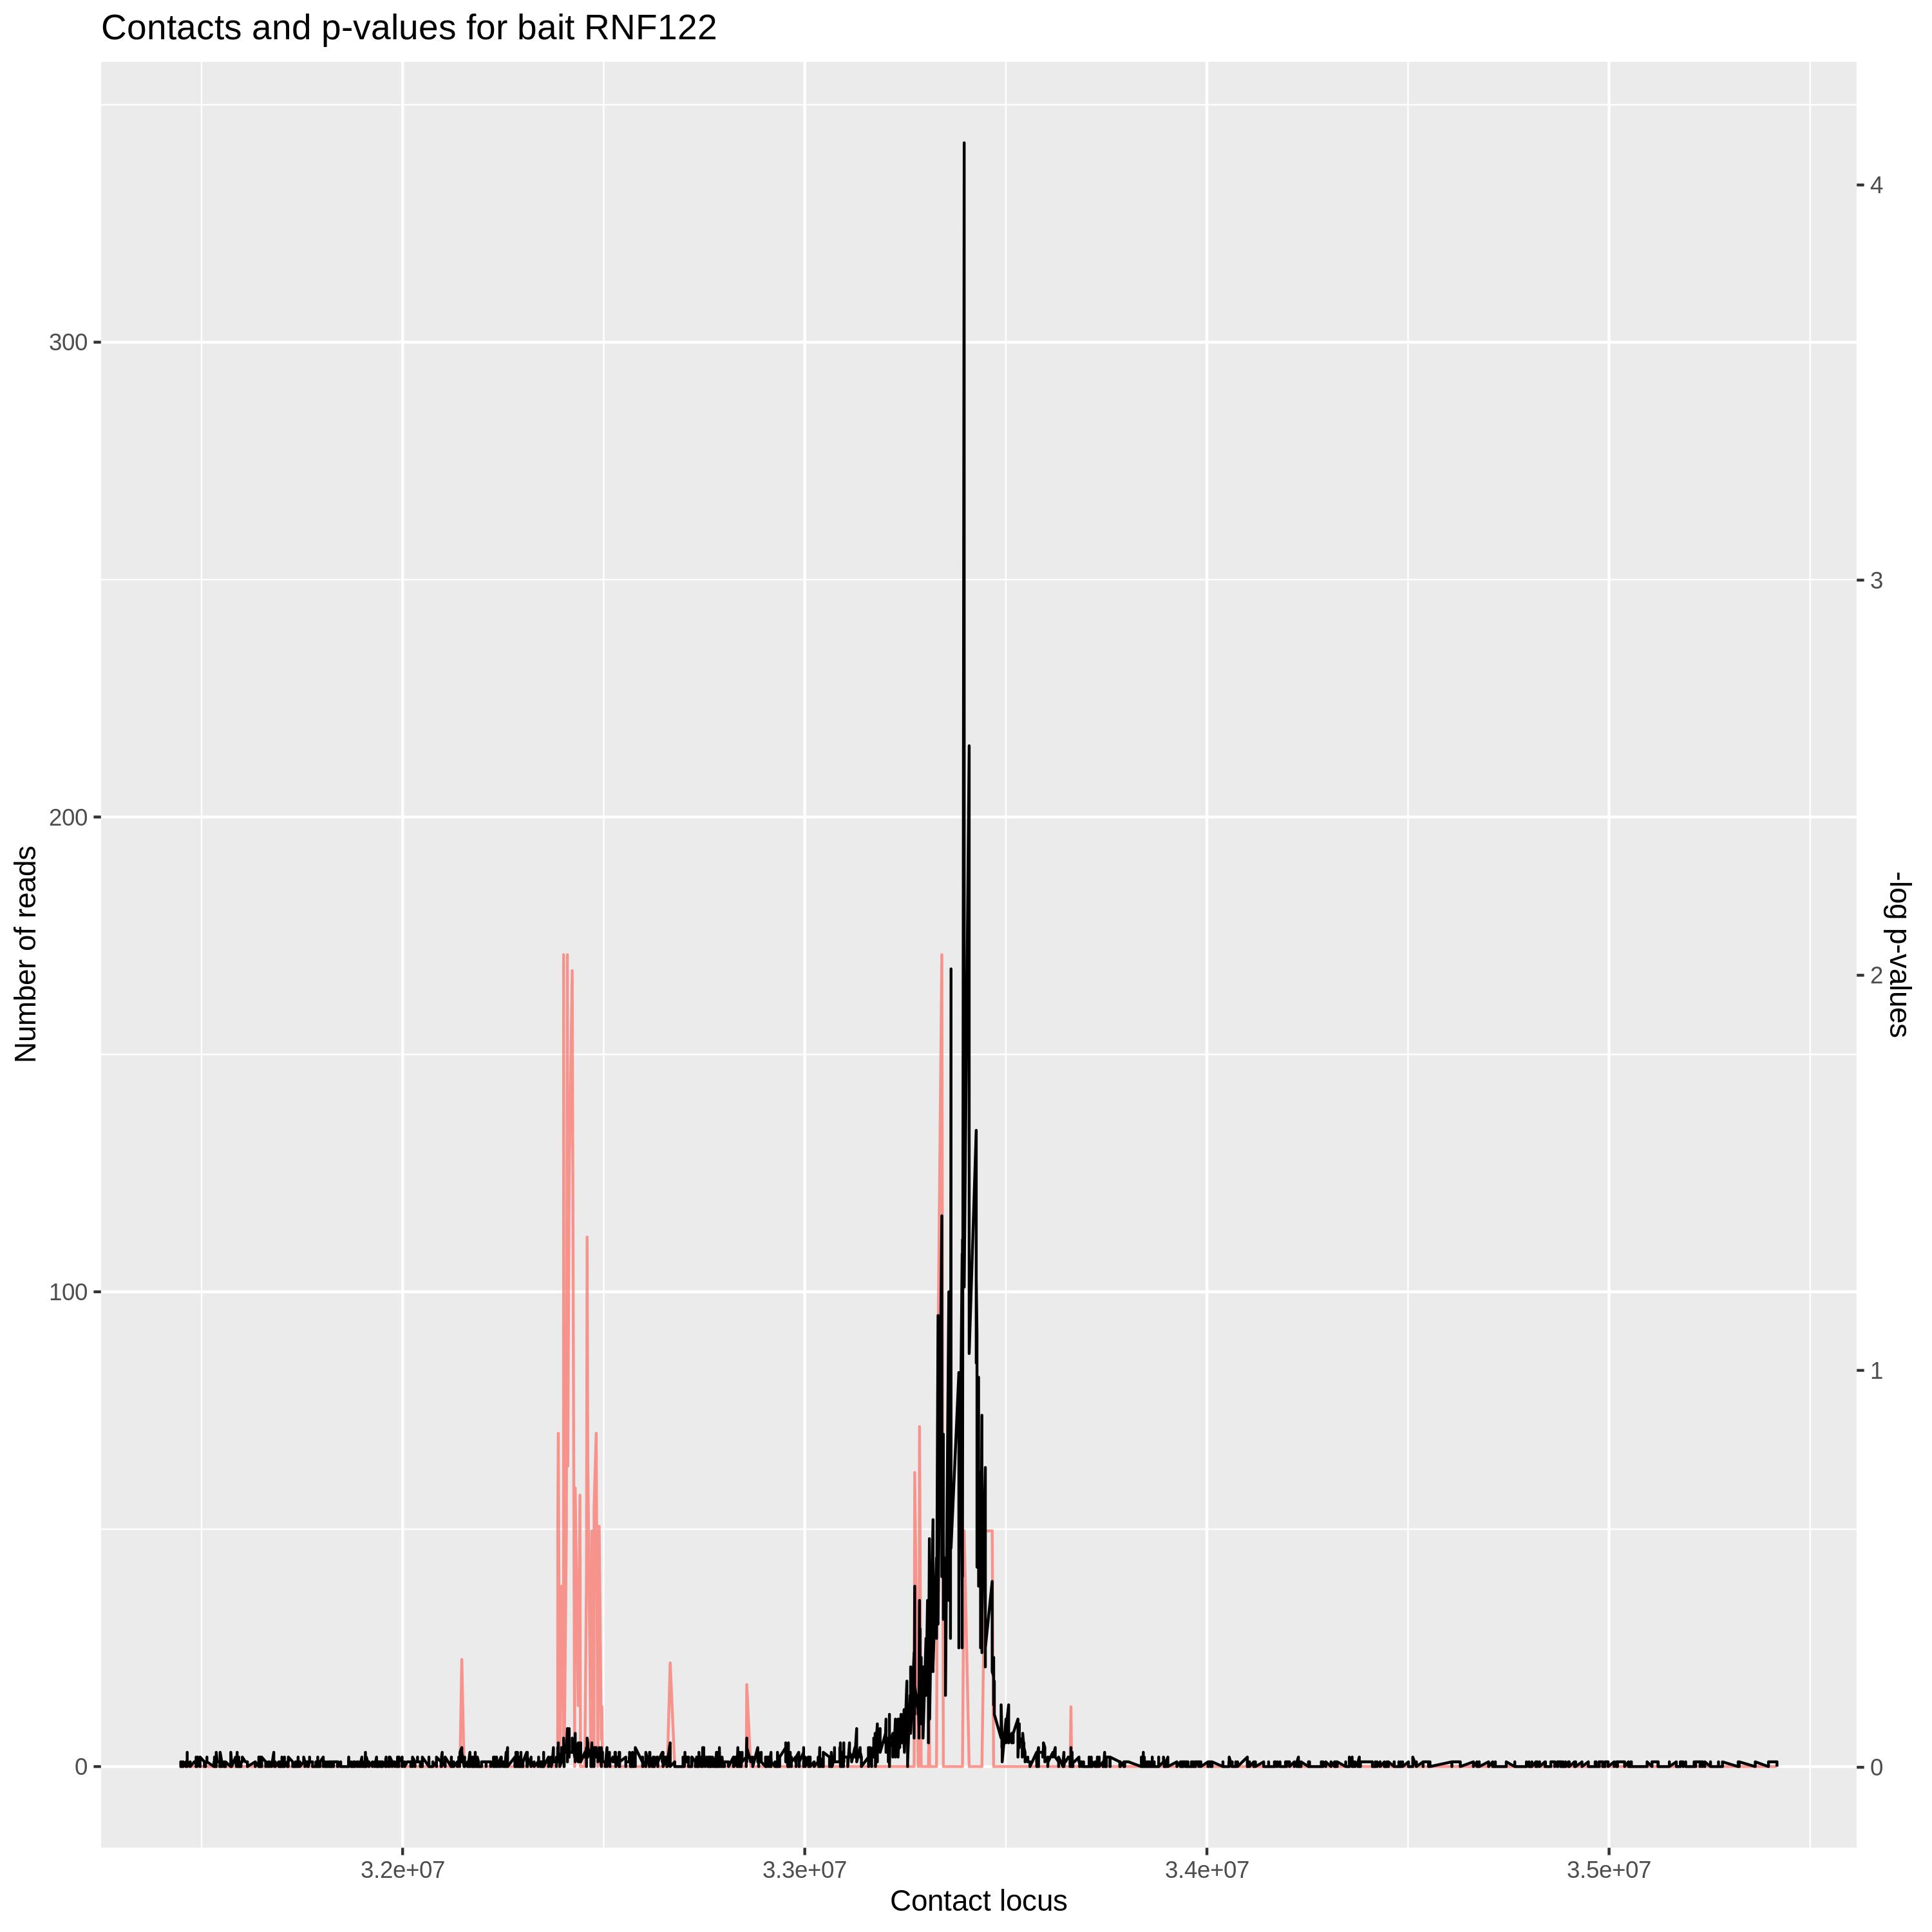 Contacts and p-values for bait RNF122
Number of reads
300
200
100
0
4
3
2
1
0
-log p-values
3.2e+07
3.3e+07
3.4e+07
3.5e+07
Contact locus